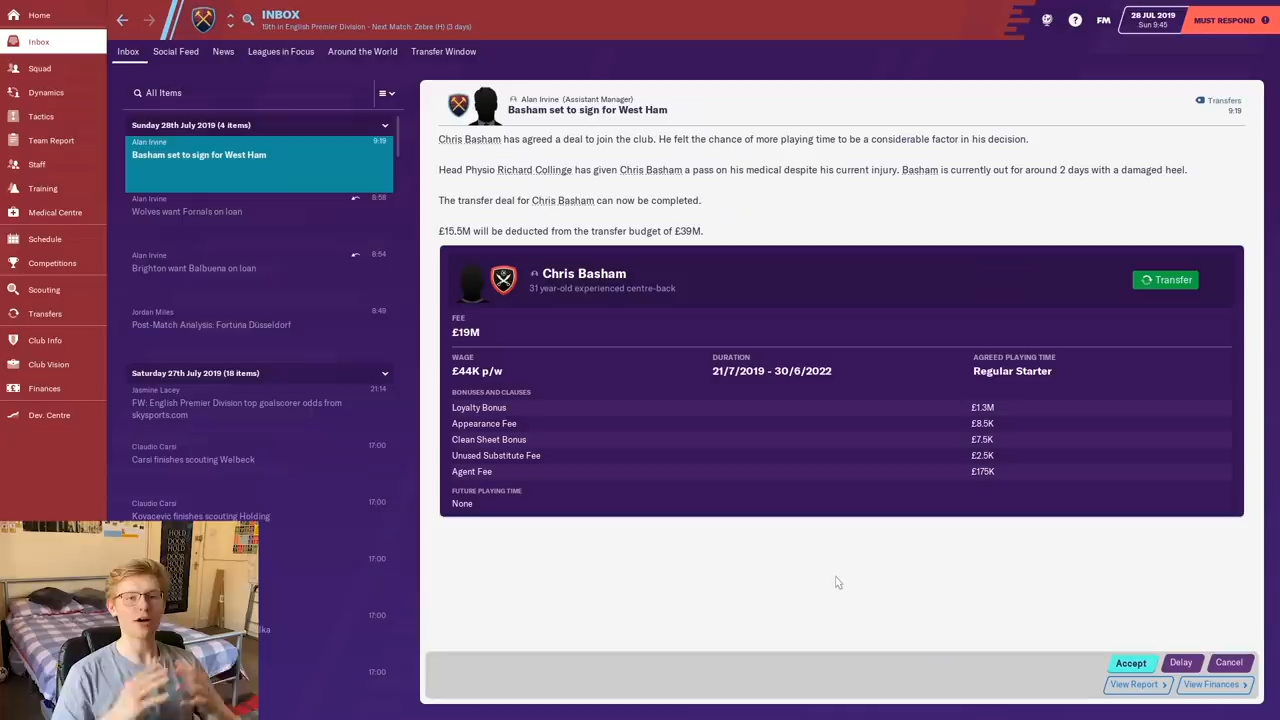 Home
Inbox
Squad
Dynamics
Tactics
Team Report
Staff
Training
Medical Centre
Schedule
Competitions
Scouting
Transfers
Club Info
Club Vision
Finances
Dev. Centre
INBOX
19th in English Premier Division - Next Match: Zebre (H) (3 days)
?
FM
28 JUL 2019
Sun 9:45
MUST RESPOND
Inbox
Social Feed
News
Leagues in Focus
Around the World
Transfer Window
All Items
Sunday 28th July 2019 (4 items)
Alan Irvine 9:19
Basham set to sign for West Ham
Alan Irvine 8:58
Wolves want Fornals on loan
Alan Irvine 8:54
Brighton want Balbuena on loan
Jordan Miles 8:49
Post-Match Analysis: Fortuna Düsseldorf
Saturday 27th July 2019 (18 items)
Jasmine Lacey 21:14
FW: English Premier Division top goalscorer odds from
skysports.com
Claudio Carsi 17:00
Carsi finishes scouting Welbeck
Claudio Carsi 17:00
Kovacevic finishes scouting Holding
17:00
17:00
17:00
Alan Irvine (Assistant Manager)
Basham set to sign for West Ham
Transfers
9:19
Chris Basham has agreed a deal to join the club. He felt the chance of more playing time to be a considerable factor in his decision.
Head Physio Richard Collinge has given Chris Basham a pass on his medical despite his current injury. Basham is currently out for around 2 days with a damaged heel.
The transfer deal for Chris Basham can now be completed.
£15.5M will be deducted from the transfer budget of £39M.
Chris Basham
31 year-old experienced centre-back
Transfer
FEE
£19M
WAGE
£44K p/w
DURATION
21/7/2019 - 30/6/2022
AGREED PLAYING TIME
Regular Starter
BONUSES AND CLAUSES
Loyalty Bonus £1.3M
Appearance Fee £8.5K
Clean Sheet Bonus £7.5K
Unused Substitute Fee £2.5K
Agent Fee £175K
FUTURE PLAYING TIME
None
Accept
Delay
Cancel
View Report
View Finances
HOLD
DOOR